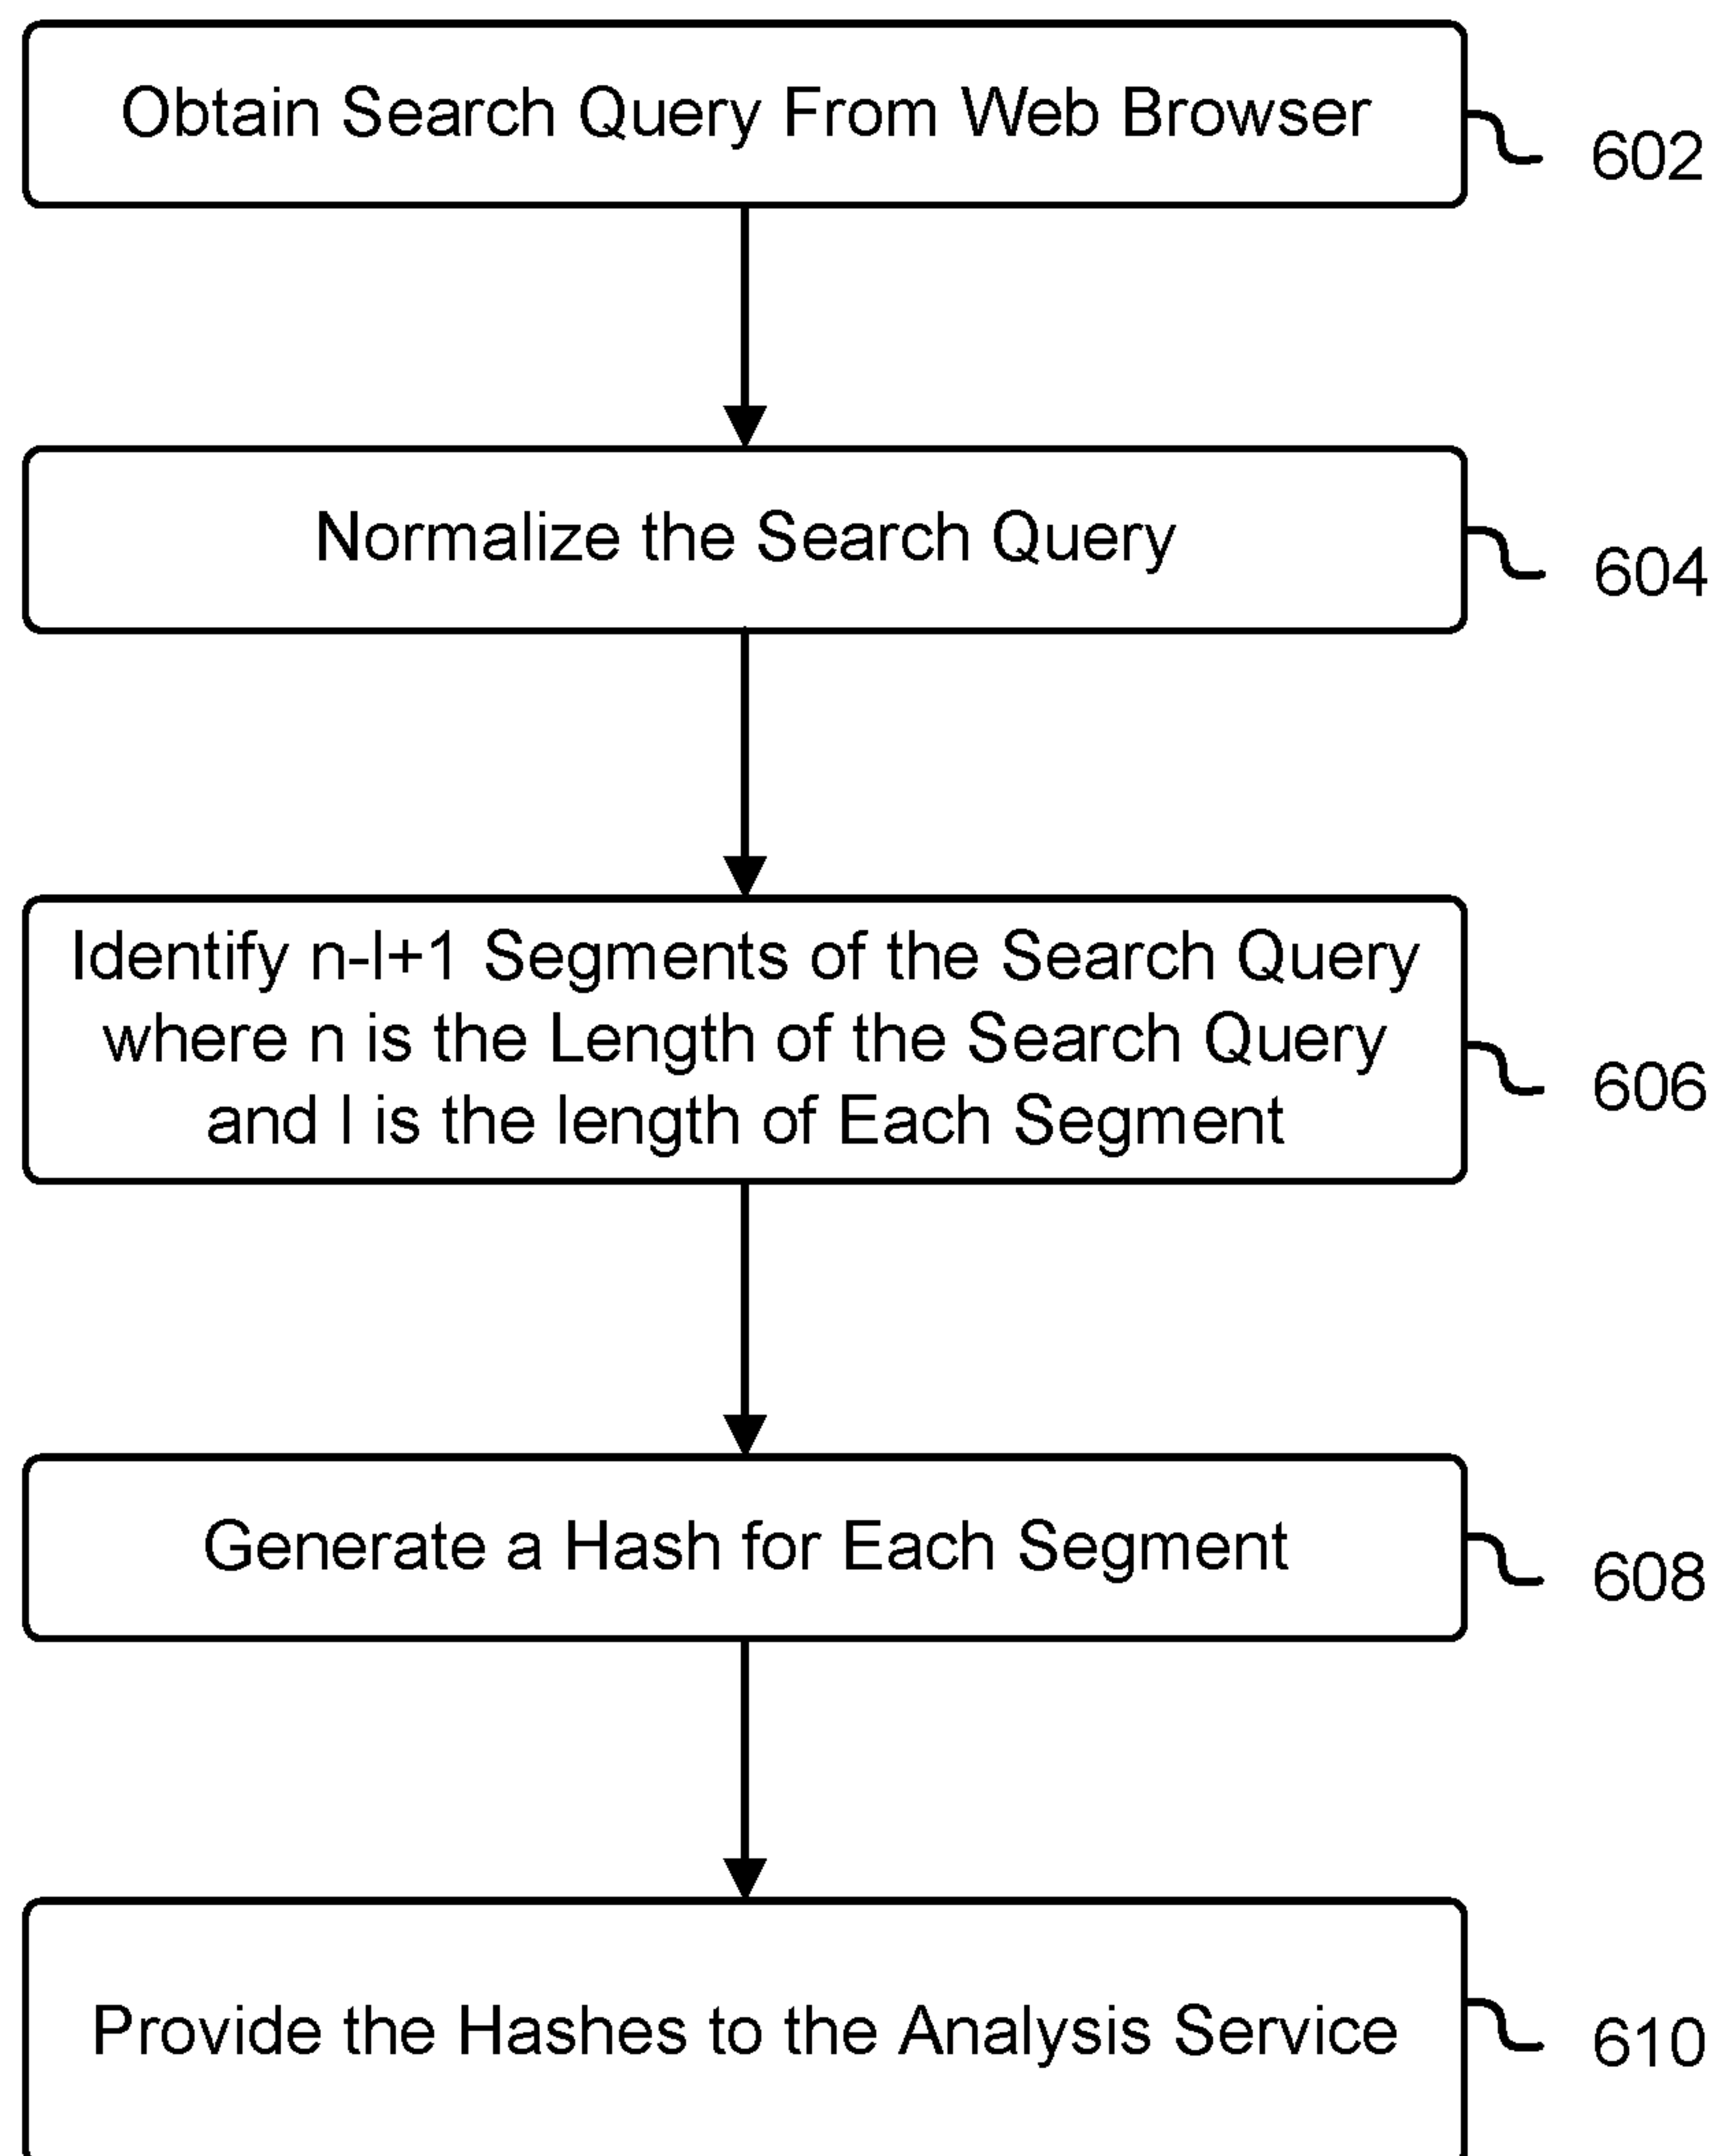 Obtain Search Query From Web Browser
602
Normalize the Search Query
604
Identify n-l+1 Segments of the Search Query
where n is the Length of the Search Query
and l is the length of Each Segment
606
Generate a Hash for Each Segment
608
Provide the Hashes to the Analysis Service
610